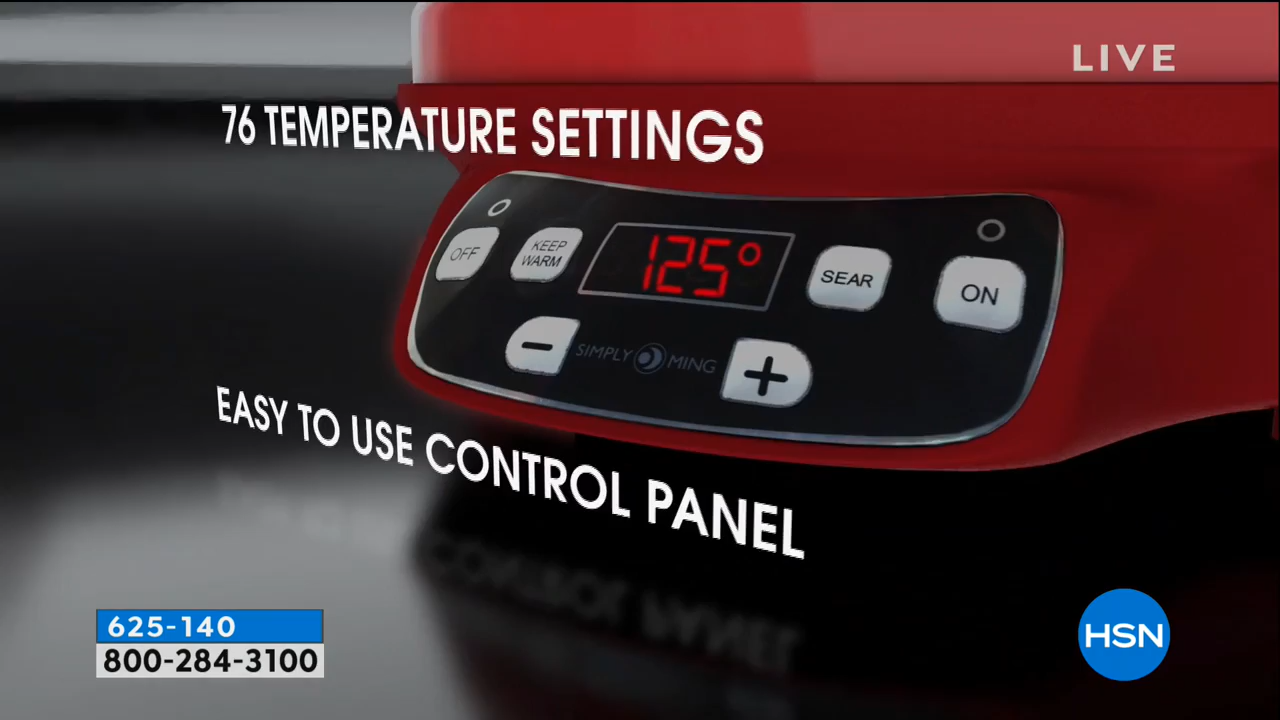 LIVE
76 TEMPERATURE SETTINGS
OFF
KEEP
WARM
125°
SEAR
ON
−
SIMPLY MING
+
EASY TO USE CONTROL PANEL
625-140
800-284-3100
HSN